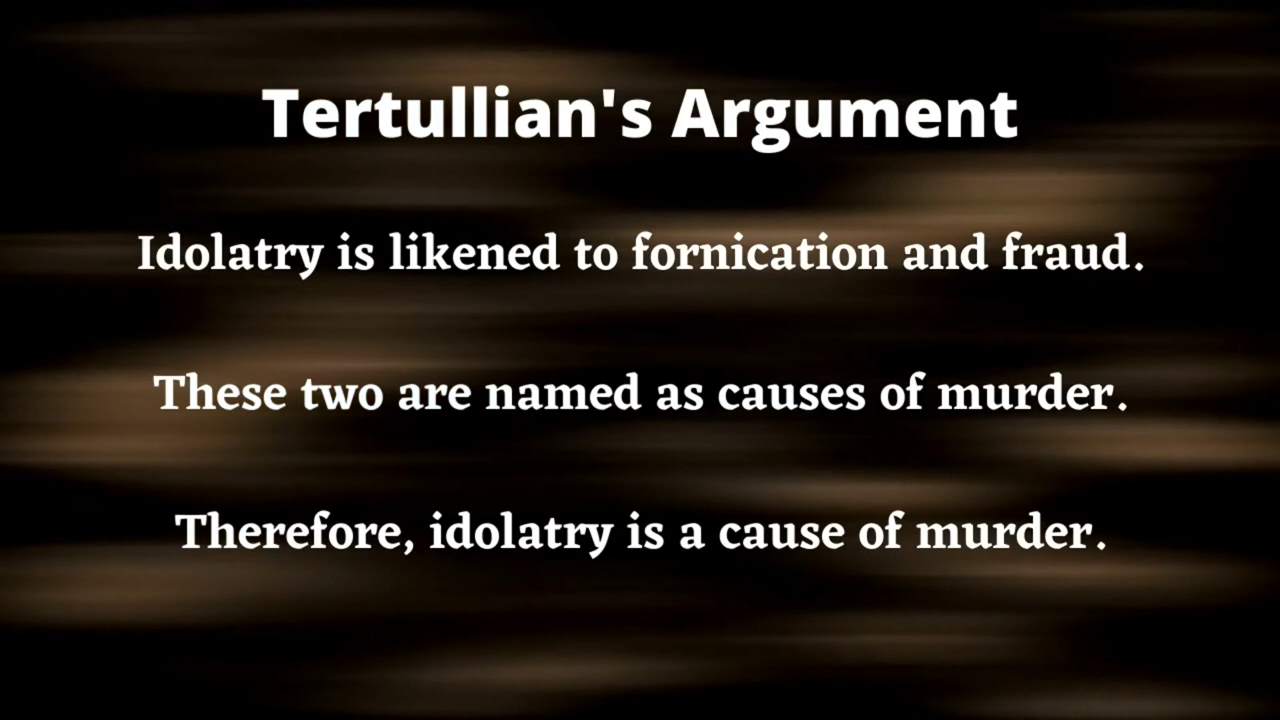 Tertullian's Argument
Idolatry is likened to fornication and fraud.
These two are named as causes of murder.
Therefore, idolatry is a cause of murder.